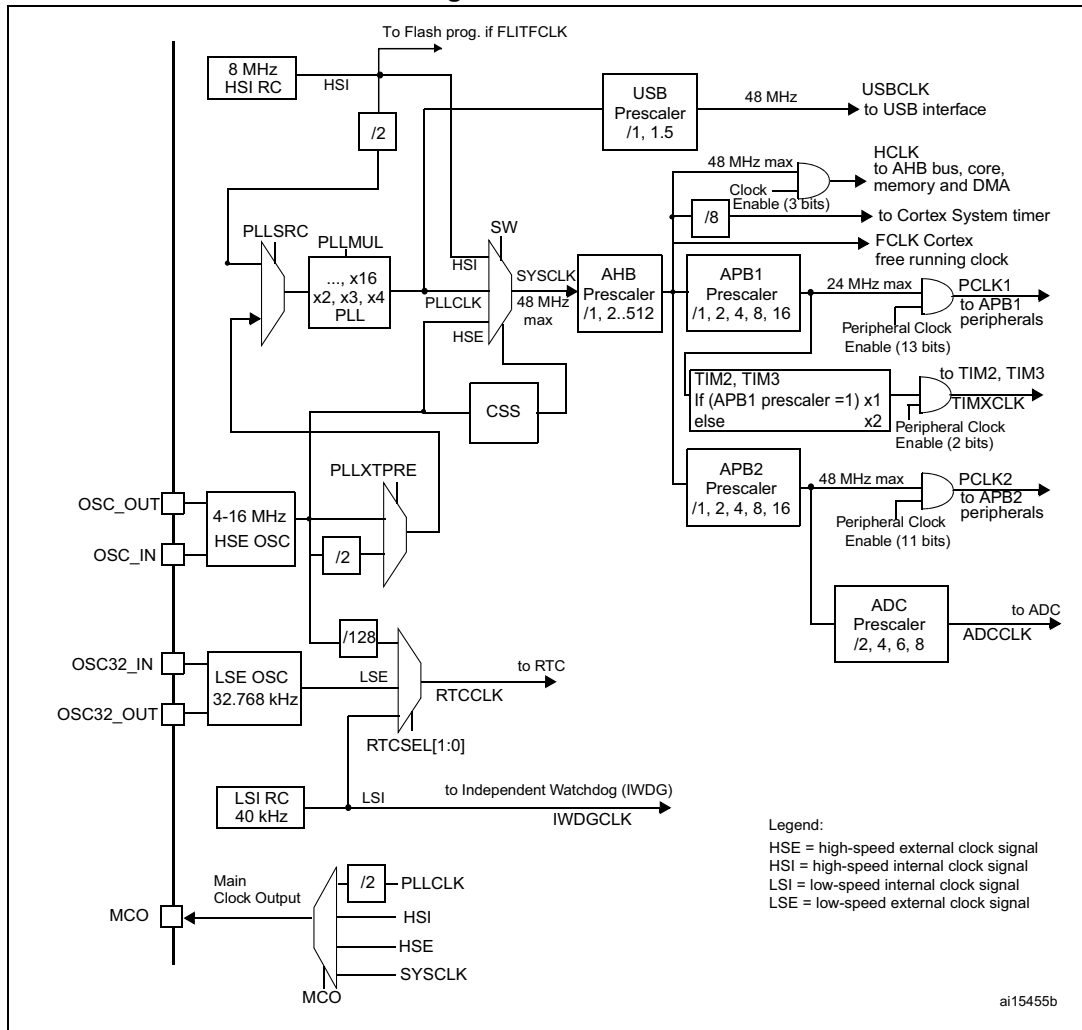 To Flash prog. if FLITFCLK
8 MHz
HSI RC
HSI
/2
USB
Prescaler
/1, 1.5
48 MHz
USBCLK
to USB interface
48 MHz max
HCLK
to AHB bus, core,
memory and DMA
Clock
Enable (3 bits)
/8
to Cortex System timer
FCLK Cortex
free running clock
PLLSRC
PLLMUL
..., x16
x2, x3, x4
PLL
SW
HSI
PLLCLK
HSE
SYSCLK
48 MHz
max
AHB
Prescaler
/1, 2..512
APB1
Prescaler
/1, 2, 4, 8, 16
24 MHz max
PCLK1
to APB1
peripherals
Peripheral Clock
Enable (13 bits)
TIM2, TIM3
If (APB1 prescaler =1) x1
else x2
to TIM2, TIM3
TIMXCLK
Peripheral Clock
Enable (2 bits)
CSS
PLLXTPRE
OSC_OUT
OSC_IN
4-16 MHz
HSE OSC
/2
APB2
Prescaler
/1, 2, 4, 8, 16
48 MHz max
PCLK2
to APB2
peripherals
Peripheral Clock
Enable (11 bits)
ADC
Prescaler
/2, 4, 6, 8
to ADC
ADCCLK
/128
OSC32_IN
OSC32_OUT
LSE OSC
32.768 kHz
LSE
to RTC
RTCCLK
RTCSEL[1:0]
LSI RC
40 kHz
LSI
to Independent Watchdog (IWDG)
IWDGCLK
Legend:
HSE = high-speed external clock signal
HSI = high-speed internal clock signal
LSI = low-speed internal clock signal
LSE = low-speed external clock signal
Main
Clock Output
MCO
/2
PLLCLK
HSI
HSE
SYSCLK
MCO
ai15455b